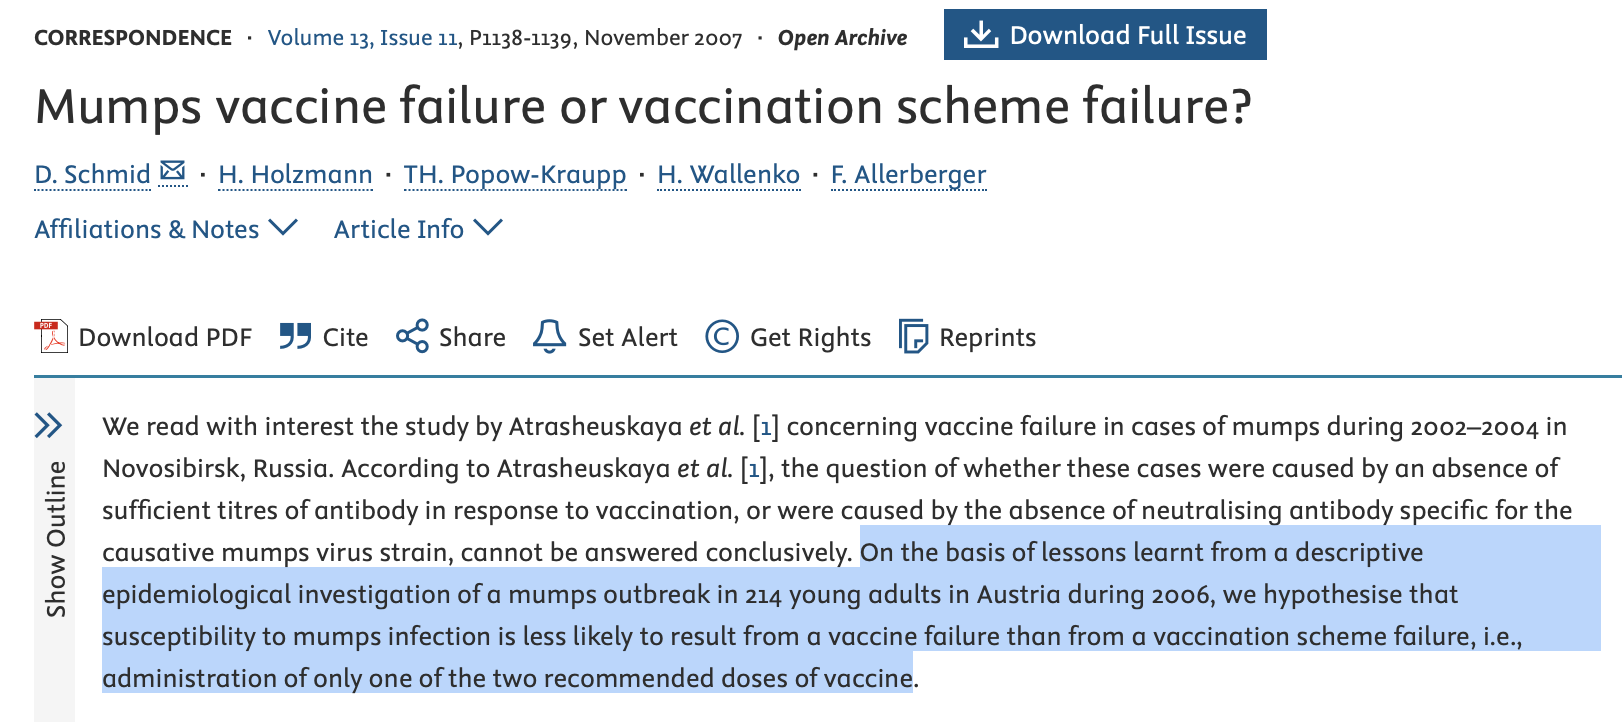 CORRESPONDENCE · Volume 13, Issue 11, P1138-1139, November 2007 · Open Archive Download Full Issue
Mumps vaccine failure or vaccination scheme failure?
D. Schmid · H. Holzmann · TH. Popow-Kraupp · H. Wallenko · F. Allerberger
Affiliations & Notes Article Info
PDF Download PDF Cite Share Set Alert Get Rights Reprints
Show Outline
We read with interest the study by Atrasheuskaya et al. [1] concerning vaccine failure in cases of mumps during 2002–2004 in
Novosibirsk, Russia. According to Atrasheuskaya et al. [1], the question of whether these cases were caused by an absence of
sufficient titres of antibody in response to vaccination, or were caused by the absence of neutralising antibody specific for the
causative mumps virus strain, cannot be answered conclusively. On the basis of lessons learnt from a descriptive
epidemiological investigation of a mumps outbreak in 214 young adults in Austria during 2006, we hypothesise that
susceptibility to mumps infection is less likely to result from a vaccine failure than from a vaccination scheme failure, i.e.,
administration of only one of the two recommended doses of vaccine.